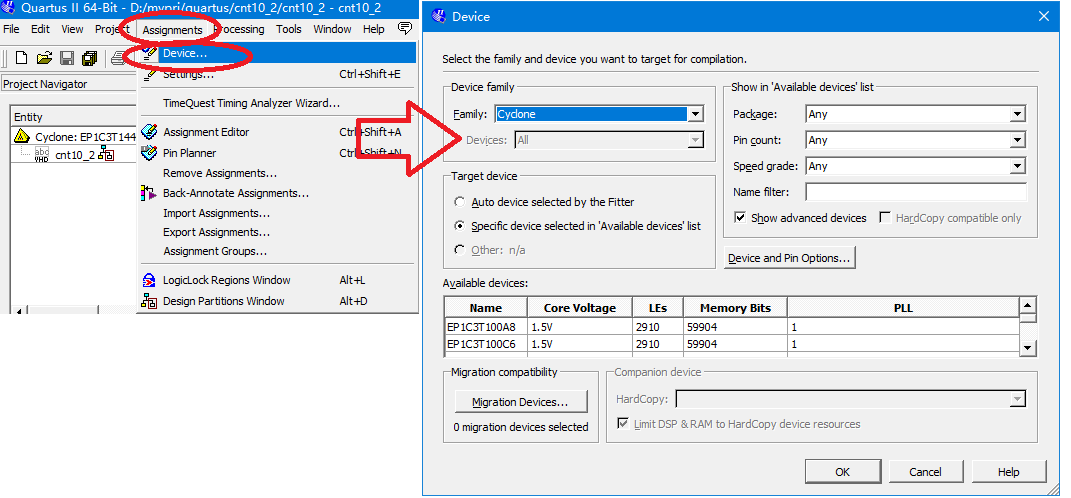 Quartus II 64-Bit - D:/mypri/quartus/cnt10_2/cnt10_2 - cnt10_2
File Edit View Project Assignments Processing Tools Window Help
Project Navigator
Entity
Cyclone: EP1C3T144
abc
VHD
cnt10_2
Device...
Settings... Ctrl+Shift+E
TimeQuest Timing Analyzer Wizard...
Assignment Editor Ctrl+Shift+A
Pin Planner Ctrl+Shift+N
Remove Assignments...
Back-Annotate Assignments...
Import Assignments...
Export Assignments...
Assignment Groups...
LogicLock Regions Window Alt+L
Design Partitions Window Alt+D
Device
Select the family and device you want to target for compilation.
Device family
Family: Cyclone
Devices: All
Show in 'Available devices' list
Package: Any
Pin count: Any
Speed grade: Any
Name filter:
Show advanced devices HardCopy compatible only
Target device
Auto device selected by the Fitter
Specific device selected in 'Available devices' list
Other: n/a
Device and Pin Options...
Available devices:
Name Core Voltage LEs Memory Bits PLL
EP1C3T100A8 1.5V 2910 59904 1
EP1C3T100C6 1.5V 2910 59904 1
Migration compatibility
Migration Devices...
0 migration devices selected
Companion device
HardCopy:
Limit DSP & RAM to HardCopy device resources
OK Cancel Help